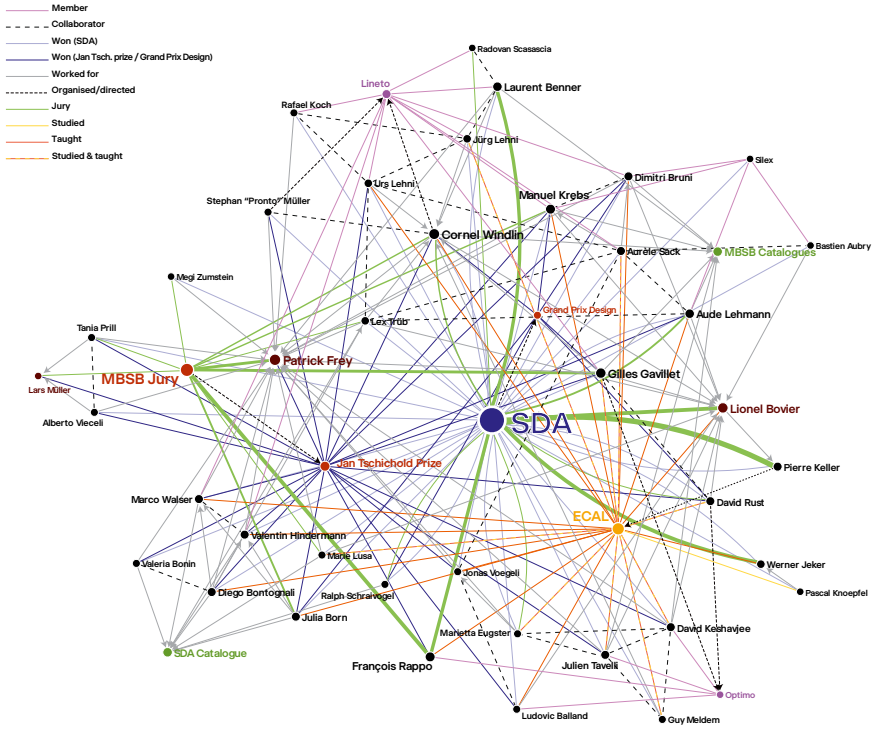 Member
Collaborator
Won (SDA)
Won (Jan Tsch. prize / Grand Prix Design)
Worked for
Organised/directed
Jury
Studied
Taught
Studied & taught
Radovan Scasascia
Lineto
Laurent Benner
Rafael Koch
Jürg Lehni
Silex
Urs Lehni
Dimitri Bruni
Manuel Krebs
Stephan "Pronto" Müller
Cornel Windlin
Bastien Aubry
Aurèle Sack
MBSB Catalogues
Megi Zumstein
Grand Prix Design
Aude Lehmann
Lex Trüb
Tania Prill
Patrick Frey
Gilles Gavillet
MBSB Jury
Lars Müller
Lionel Bovier
Alberto Vieceli
SDA
Jan Tschichold Prize
Pierre Keller
Marco Walser
David Rust
ECAL
Valentin Hindermann
Marie Lusa
Valeria Bonin
Werner Jeker
Jonas Voegeli
Diego Bontognali
Ralph Schraivogel
Pascal Knoepfel
Julia Born
Marietta Eugster
David Keshavjee
SDA Catalogue
François Rappo
Julien Tavelli
Optimo
Ludovic Balland
Guy Meldem